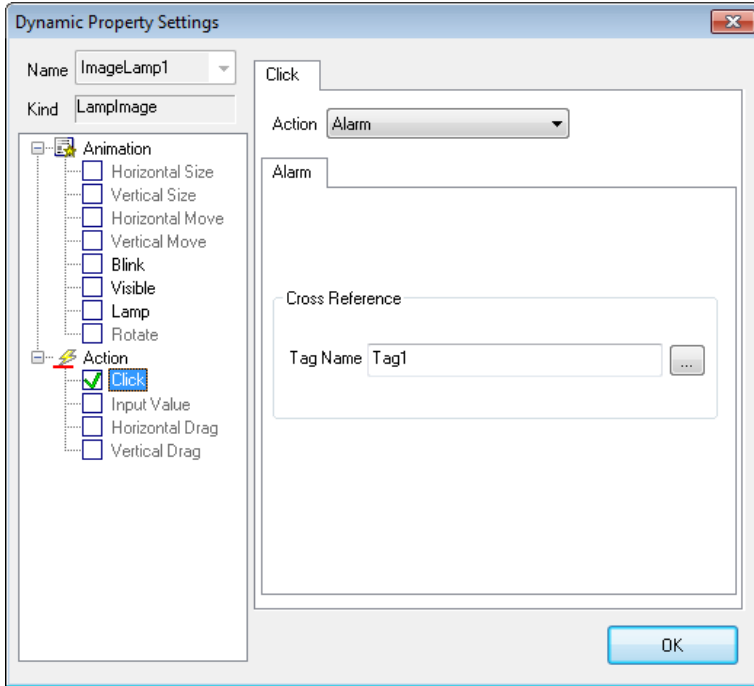 Dynamic Property Settings
Name ImageLamp1
Kind LampImage
Animation
Horizontal Size
Vertical Size
Horizontal Move
Vertical Move
Blink
Visible
Lamp
Rotate
Action
Click
Input Value
Horizontal Drag
Vertical Drag
Click
Action Alarm
Alarm
Cross Reference
Tag Name Tag1 ...
OK